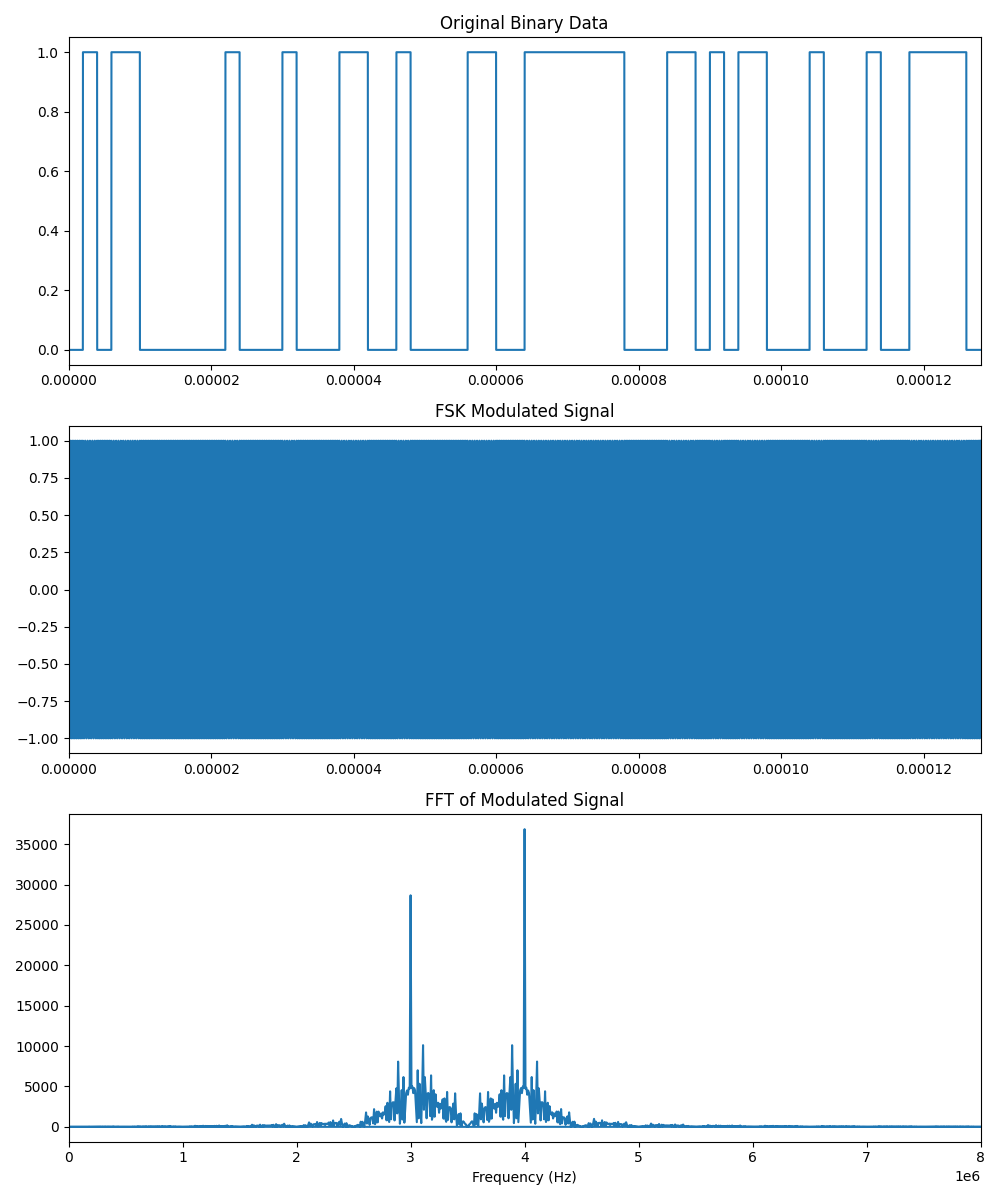 Original Binary Data
1.0
0.8
0.6
0.4
0.2
0.0
0.00000 0.00002 0.00004 0.00006 0.00008 0.00010 0.00012
FSK Modulated Signal
1.00
0.75
0.50
0.25
0.00
−0.25
−0.50
−0.75
−1.00
0.00000 0.00002 0.00004 0.00006 0.00008 0.00010 0.00012
FFT of Modulated Signal
35000
30000
25000
20000
15000
10000
5000
0
0 1 2 3 4 5 6 7 8
Frequency (Hz)
1e6